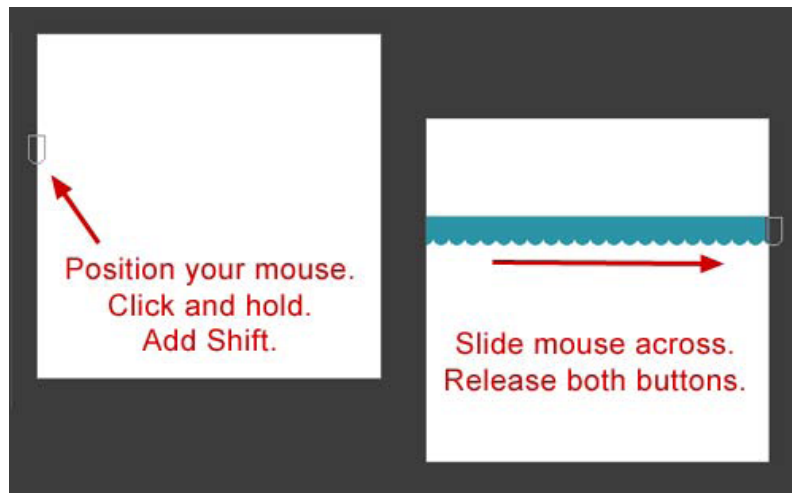 Position your mouse.
Click and hold.
Add Shift.
Slide mouse across.
Release both buttons.